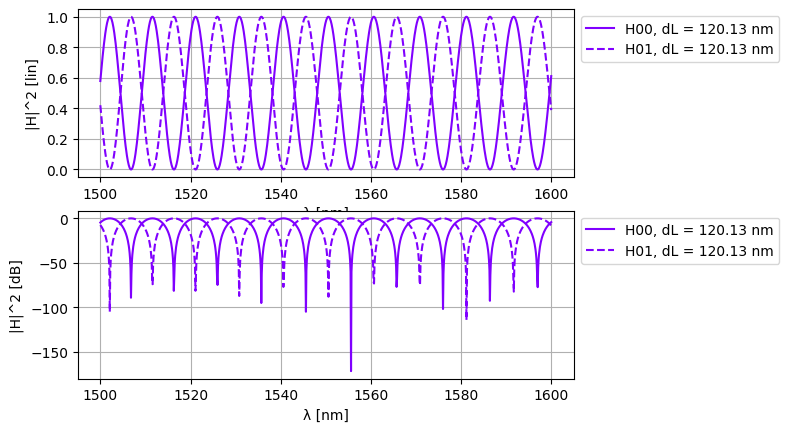 1.0
0.8
0.6
0.4
0.2
0.0
|H|^2 [lin]
1500
1520
1540
1560
1580
1600
λ [nm]
H00, dL = 120.13 nm
H01, dL = 120.13 nm
0
−50
−100
−150
|H|^2 [dB]
1500
1520
1540
1560
1580
1600
λ [nm]
H00, dL = 120.13 nm
H01, dL = 120.13 nm